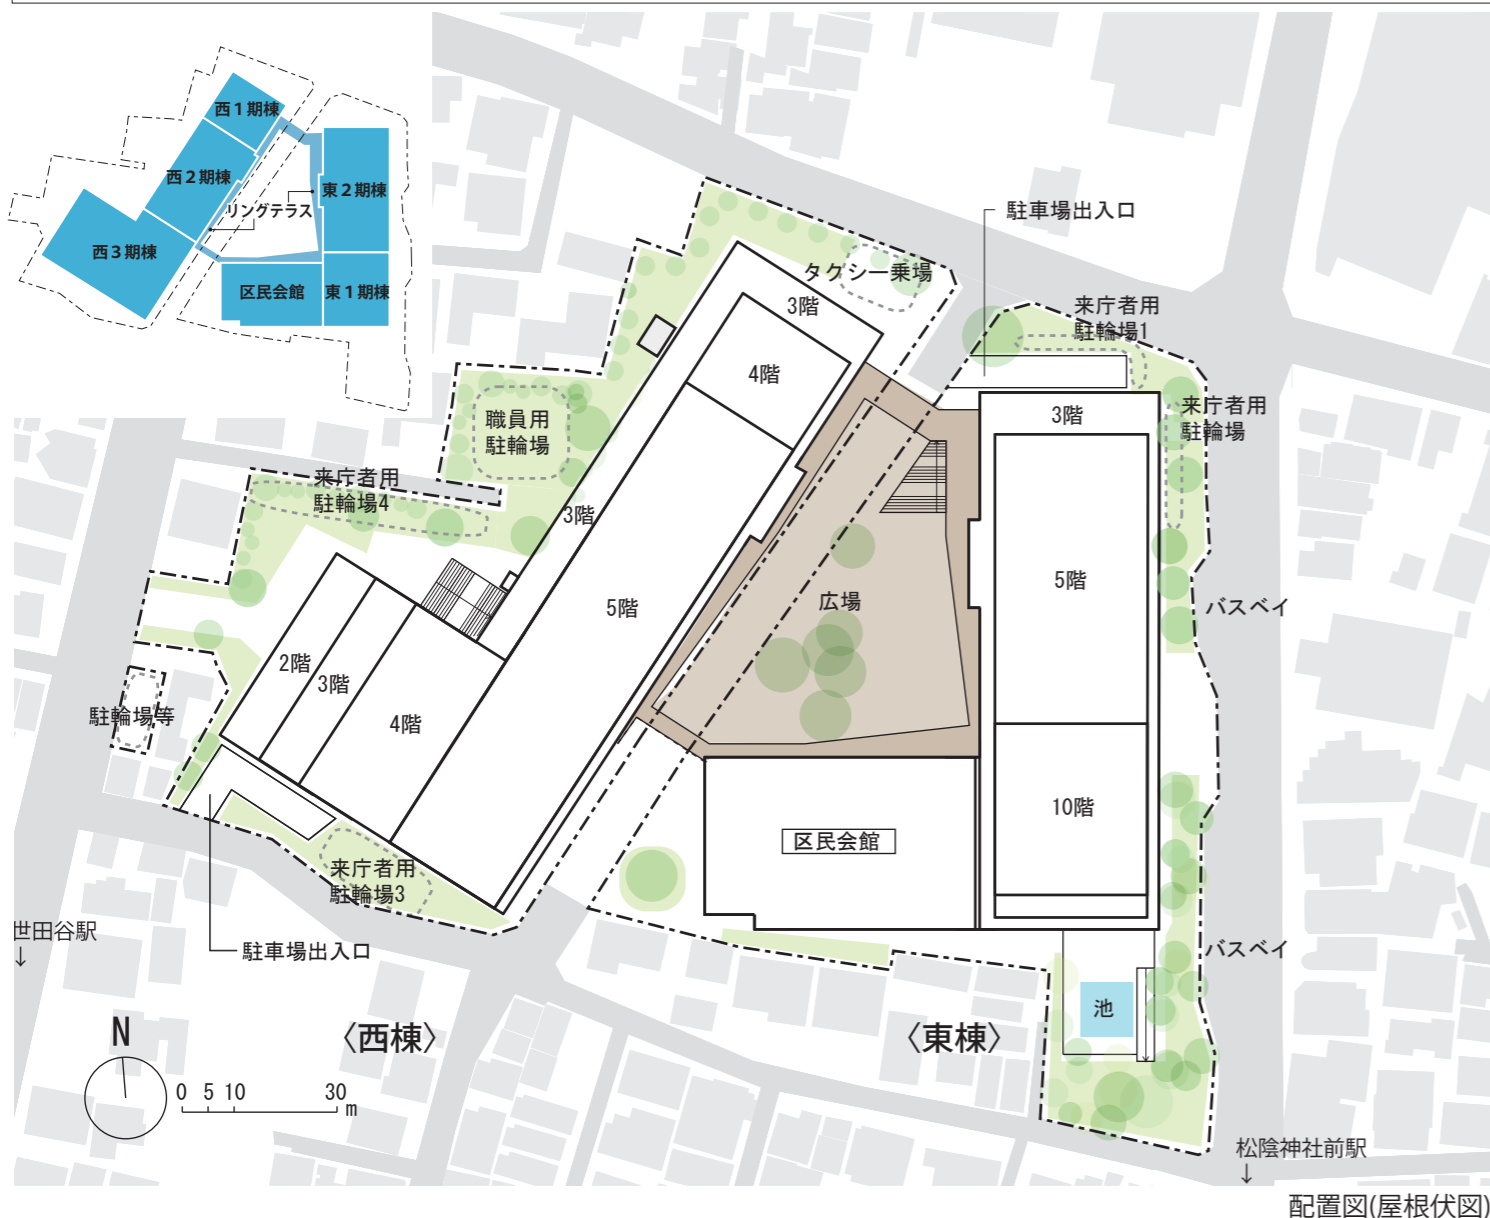 西1期棟
西2期棟
リングテラス
東2期棟
西3期棟
区民会館
東1期棟
駐車場出入口
タクシー乗場
3階
来庁者用
駐輪場1
4階
来庁者用
駐輪場
3階
職員用
駐輪場
来庁者用
駐輪場4
3階
5階
5階
広場
バスベイ
2階
3階
4階
駐輪場等
10階
区民会館
来庁者用
駐輪場3
世田谷駅
↓
駐車場出入口
バスベイ
池
N
〈西棟〉
〈東棟〉
0 5 10 30
m
松陰神社前駅
↓
配置図(屋根伏図)